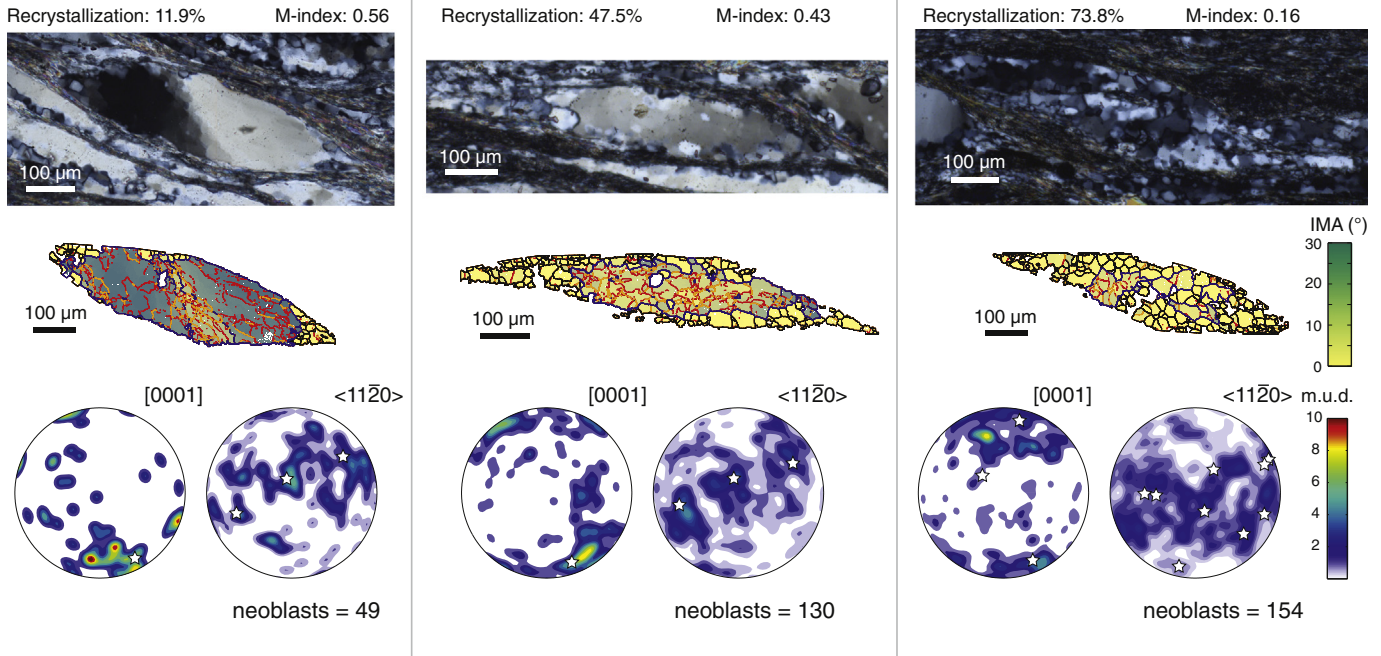 Recrystallization: 11.9% M-index: 0.56
100 µm
100 µm
[0001] <112̅0>
neoblasts = 49
Recrystallization: 47.5% M-index: 0.43
100 µm
100 µm
[0001] <112̅0>
neoblasts = 130
Recrystallization: 73.8% M-index: 0.16
100 µm
100 µm
[0001] <112̅0>
neoblasts = 154
IMA (°)
30
20
10
0
m.u.d.
10
8
6
4
2